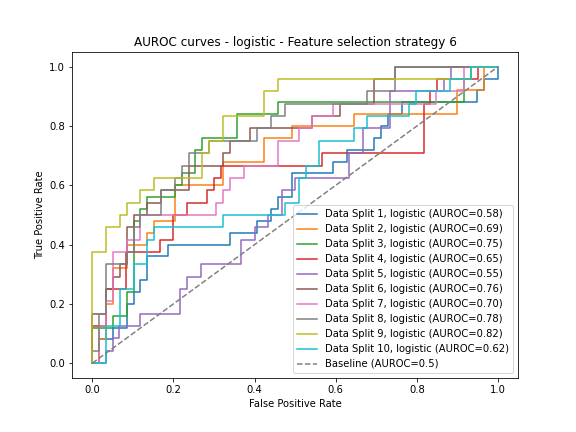 AUROC curves - logistic - Feature selection strategy 6
True Positive Rate
1.0
0.8
0.6
0.4
0.2
0.0
Data Split 1, logistic (AUROC=0.58)
Data Split 2, logistic (AUROC=0.69)
Data Split 3, logistic (AUROC=0.75)
Data Split 4, logistic (AUROC=0.65)
Data Split 5, logistic (AUROC=0.55)
Data Split 6, logistic (AUROC=0.76)
Data Split 7, logistic (AUROC=0.70)
Data Split 8, logistic (AUROC=0.78)
Data Split 9, logistic (AUROC=0.82)
Data Split 10, logistic (AUROC=0.62)
Baseline (AUROC=0.5)
0.0 0.2 0.4 0.6 0.8 1.0
False Positive Rate